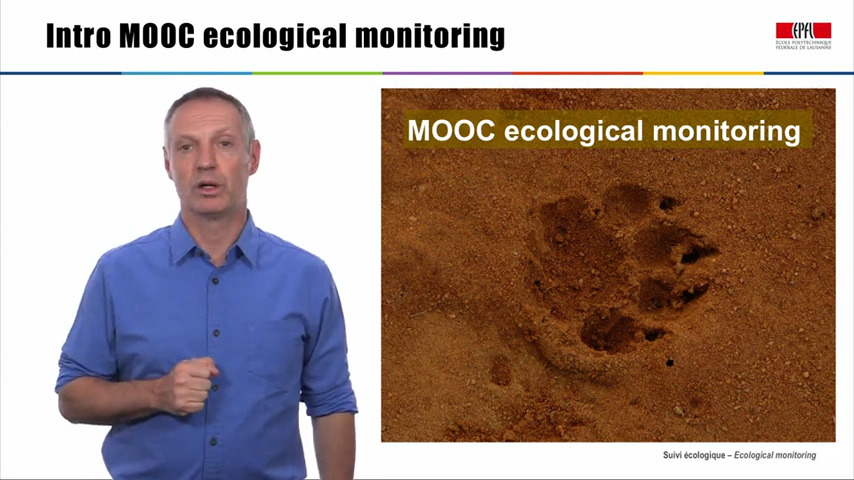 Intro MOOC ecological monitoring
EPFL
ÉCOLE POLYTECHNIQUE
FÉDÉRALE DE LAUSANNE
MOOC ecological monitoring
Suivi écologique – Ecological monitoring